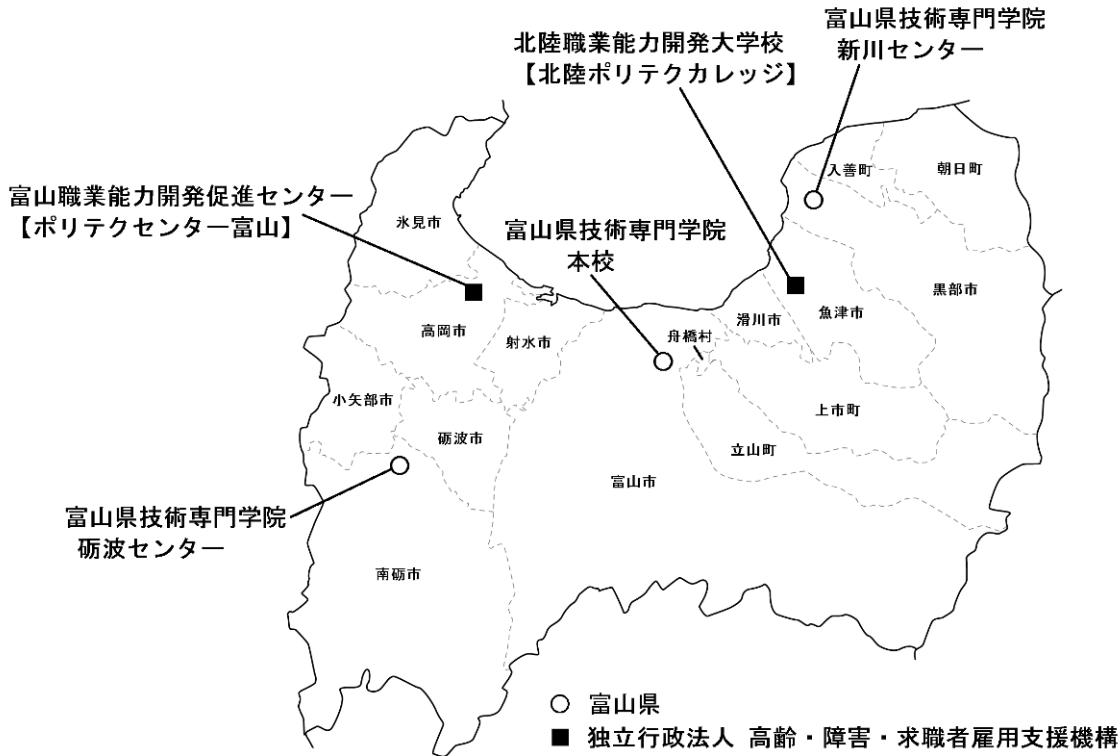 富山県技術専門学院
新川センター
北陸職業能力開発大学校
【北陸ポリテクカレッジ】
入善町
朝日町
富山職業能力開発促進センター
【ポリテクセンター富山】
氷見市
富山県技術専門学院
本校
黒部市
魚津市
滑川市
高岡市
射水市
舟橋村
小矢部市
上市町
砺波市
立山町
富山市
富山県技術専門学院
砺波センター
南砺市
○ 富山県
■ 独立行政法人 高齢・障害・求職者雇用支援機構